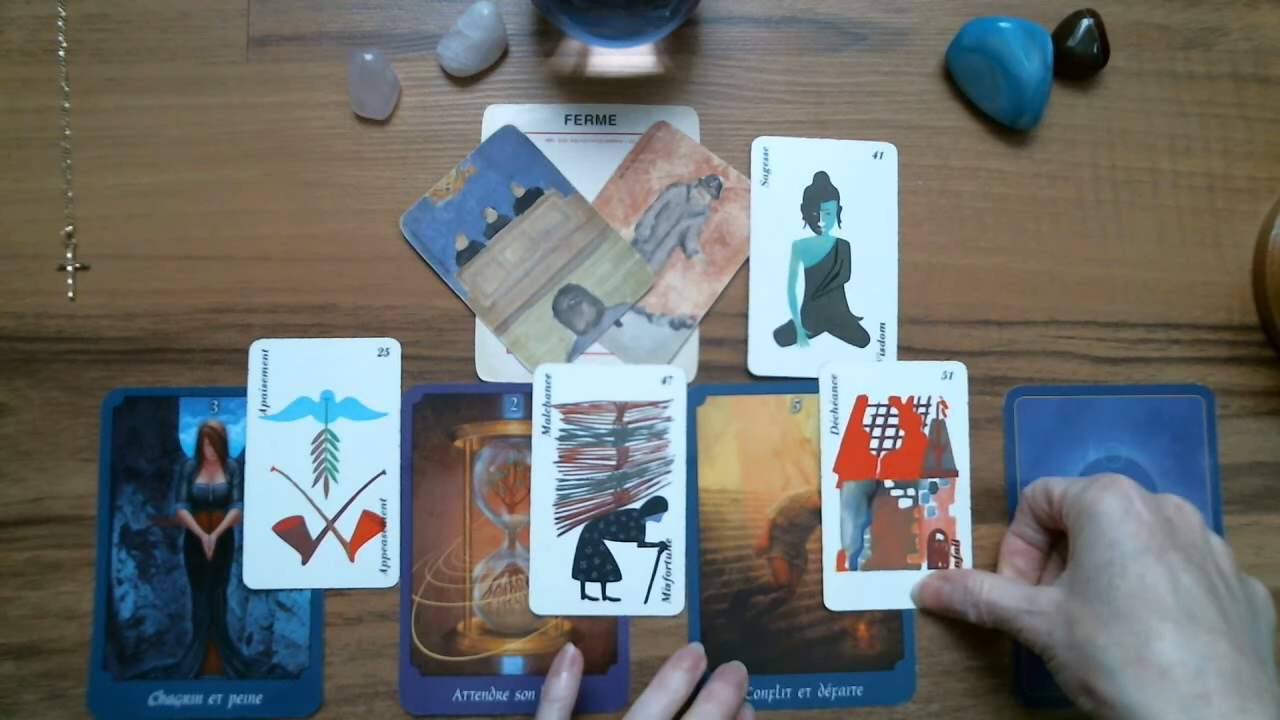 FERME
Sagesse
41
Apaisement
25
Appeasement
Malchance
47
Misfortune
Déchéance
51
3
Chagrin et peine
2
Attendre son
5
Conflit et défaite